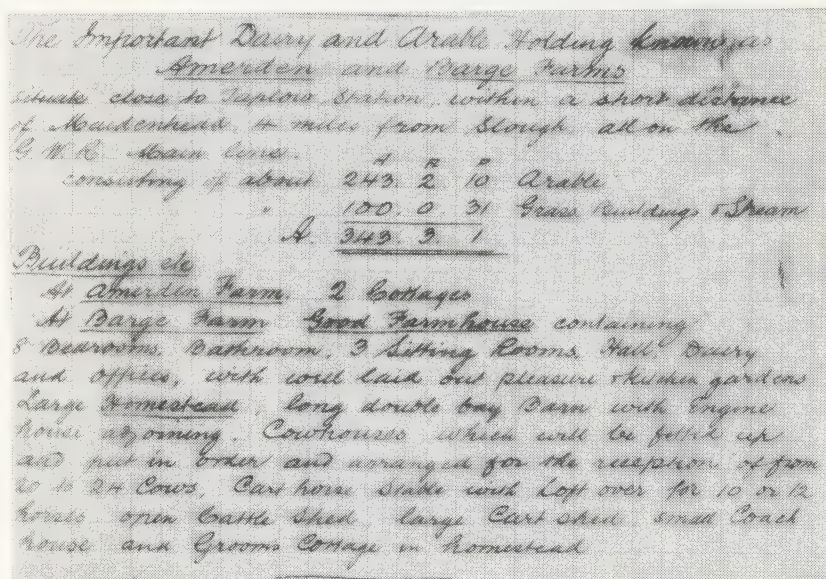 The Important Dairy and Arable Holding known as
Amerden and Barge Farms
situate close to Taplow Station, within a short distance
of Maidenhead, 4 miles from Slough, all on the
G.W.R. Main line.
A R P
consisting of about 243. 2 10 Arable
" 100. 0. 31 Grass, Buildings & Stream
A. 343. 3. 1
Buildings etc
At Amerden Farm. 2 Cottages
At Barge Farm Good Farmhouse containing
8 Bedrooms, Bathroom, 3 Sitting Rooms, Hall, Dairy
and offices, with well laid out pleasure & kitchen gardens
Large Homestead, long double bay Barn with Engine
house adjoining, Cowhouses which will be fitted up
and put in order and arranged for the reception of from
20 to 24 Cows, Cart horse Stable with Loft over for 10 or 12
horses open Cattle Shed large Cart shed small Coach
house and Grooms Cottage in homestead